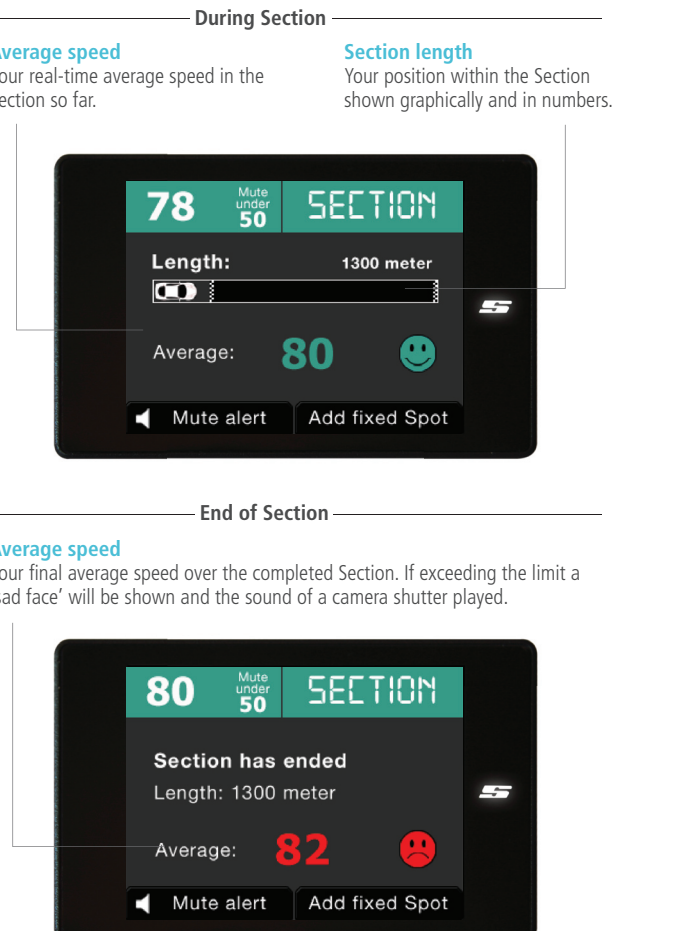 During Section
Average speed
our real-time average speed in the
ection so far.
Section length
Your position within the Section
shown graphically and in numbers.
78
Mute
under
50
SECTION
Length:
1300 meter
Average:
80
Mute alert
Add fixed Spot
End of Section
Average speed
our final average speed over the completed Section. If exceeding the limit a
sad face’ will be shown and the sound of a camera shutter played.
80
Mute
under
50
SECTION
Section has ended
Length: 1300 meter
Average:
82
Mute alert
Add fixed Spot